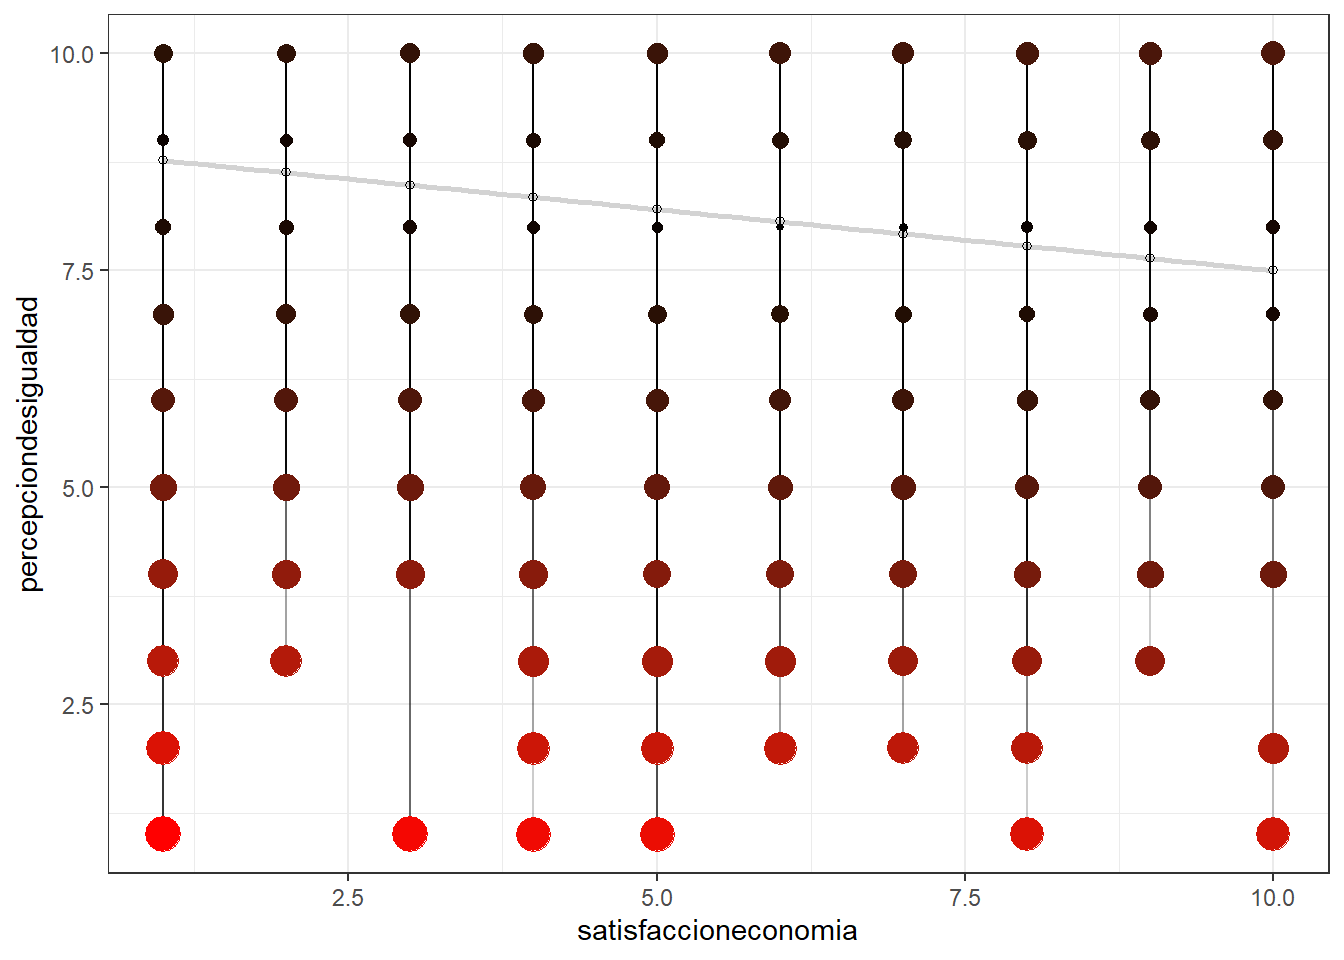 10.0
7.5
5.0
2.5
percepciondesigualdad
2.5 5.0 7.5 10.0
satisfaccioneconomia